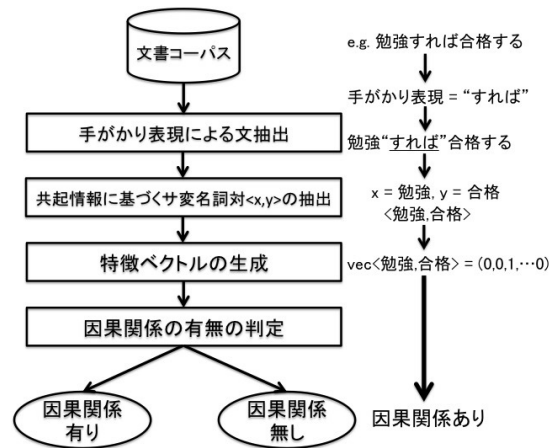 文書コーパス
手がかり表現による文抽出
共起情報に基づくサ変名詞対<x,y>の抽出
特徴ベクトルの生成
因果関係の有無の判定
因果関係
有り
因果関係
無し
e.g. 勉強すれば合格する
手がかり表現 = “すれば”
勉強“すれば”合格する
x = 勉強, y = 合格
<勉強,合格>
vec<勉強,合格> = (0,0,1,…0)
因果関係あり